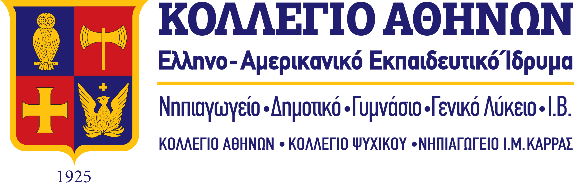 ΚΟΛΛΕΓΙΟ ΑΘΗΝΩΝ
Ελληνο-Αμερικανικό Εκπαιδευτικό Ίδρυμα
Νηπιαγωγείο•Δημοτικό•Γυμνάσιο•Γενικό Λύκειο•I.B.
ΚΟΛΛΕΓΙΟ ΑΘΗΝΩΝ • ΚΟΛΛΕΓΙΟ ΨΥΧΙΚΟΥ •ΝΗΠΙΑΓΩΓΕΙΟ Ι.Μ.ΚΑΡΡΑΣ
1925